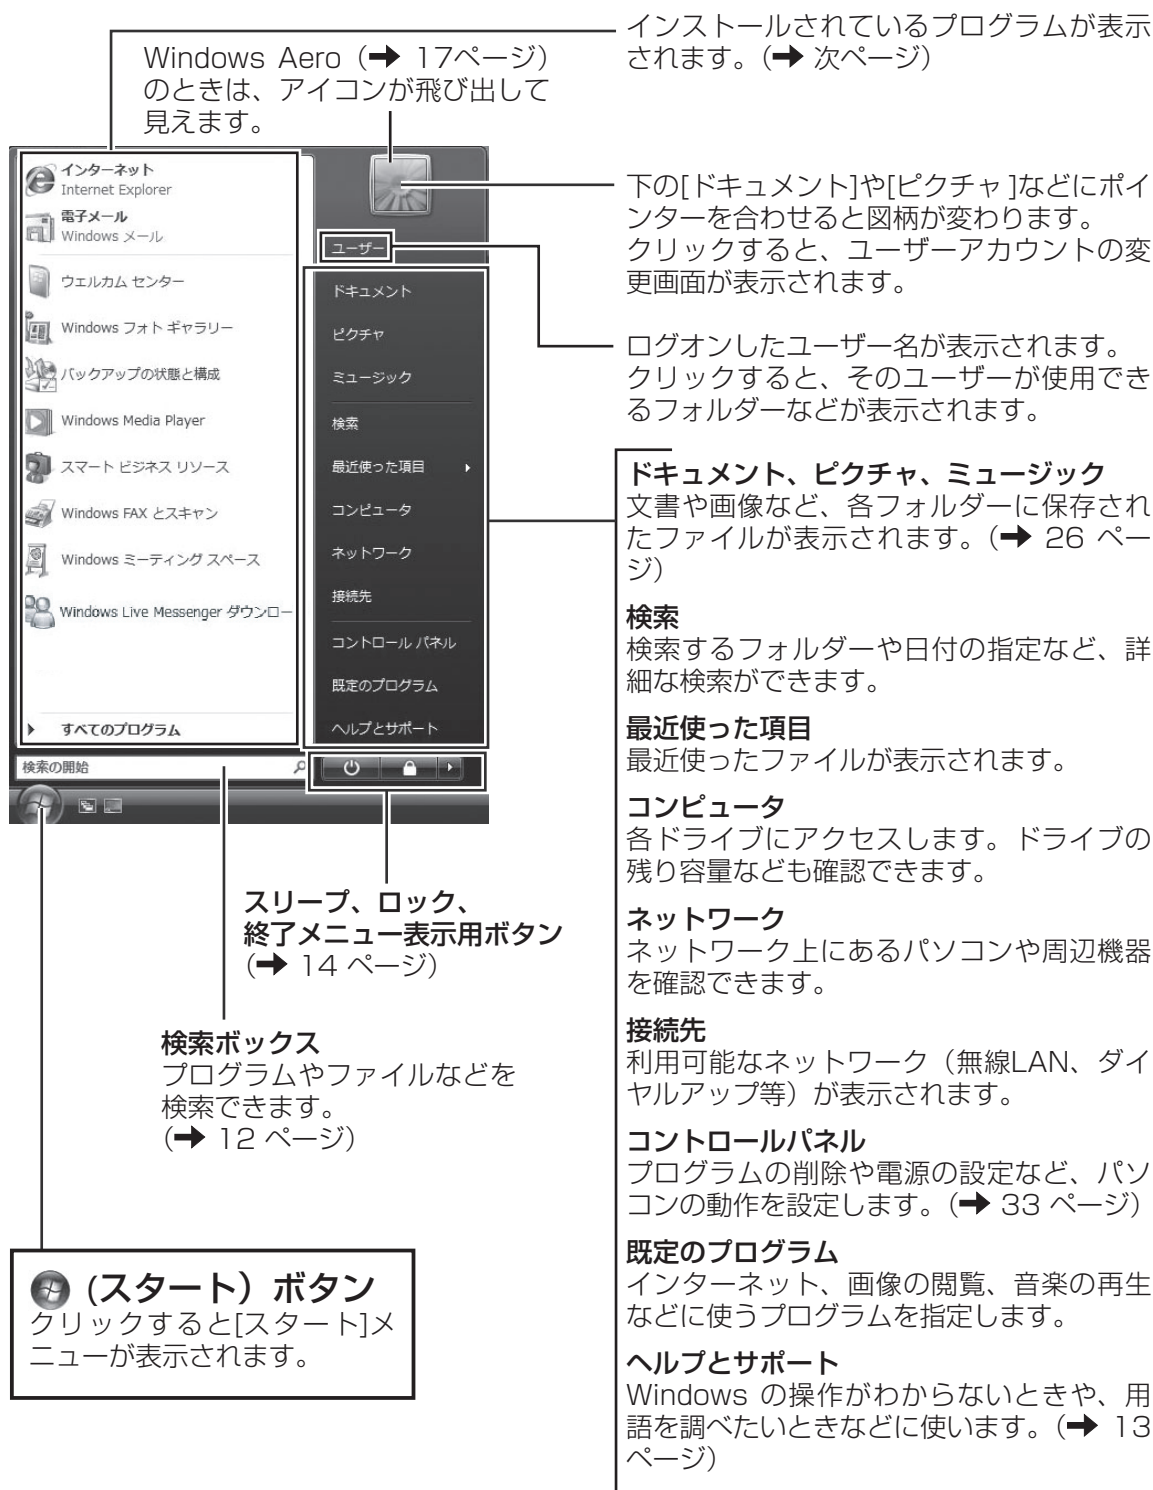 インストールされているプログラムが表示
されます。(➡ 次ページ)
Windows Aero(➡ 17ページ)
のときは、アイコンが飛び出して
見えます。
インターネット
Internet Explorer
電子メール
Windows メール
ウェルカム センター
Windows フォト ギャラリー
バックアップの状態と構成
Windows Media Player
スマート ビジネス リソース
Windows FAX とスキャン
Windows ミーティング スペース
Windows Live Messenger ダウンロー
すべてのプログラム
検索の開始
ユーザー
ドキュメント
ピクチャ
ミュージック
検索
最近使った項目
コンピュータ
ネットワーク
接続先
コントロール パネル
既定のプログラム
ヘルプとサポート
下の[ドキュメント]や[ピクチャ]などにポイ
ンターを合わせると図柄が変わります。
クリックすると、ユーザーアカウントの変
更画面が表示されます。
ログオンしたユーザー名が表示されます。
クリックすると、そのユーザーが使用でき
るフォルダーなどが表示されます。
ドキュメント、ピクチャ、ミュージック
文書や画像など、各フォルダーに保存され
たファイルが表示されます。(➡ 26 ペー
ジ)
検索
検索するフォルダーや日付の指定など、詳
細な検索ができます。
最近使った項目
最近使ったファイルが表示されます。
コンピュータ
各ドライブにアクセスします。ドライブの
残り容量なども確認できます。
ネットワーク
ネットワーク上にあるパソコンや周辺機器
を確認できます。
接続先
利用可能なネットワーク(無線LAN、ダイ
ヤルアップ等)が表示されます。
コントロールパネル
プログラムの削除や電源の設定など、パソ
コンの動作を設定します。(➡ 33 ページ)
既定のプログラム
インターネット、画像の閲覧、音楽の再生
などに使うプログラムを指定します。
ヘルプとサポート
Windows の操作がわからないときや、用
語を調べたいときなどに使います。(➡ 13
ページ)
スリープ、ロック、
終了メニュー表示用ボタン
(➡ 14 ページ)
検索ボックス
プログラムやファイルなどを
検索できます。
(➡ 12 ページ)
(スタート)ボタン
クリックすると[スタート]メ
ニューが表示されます。